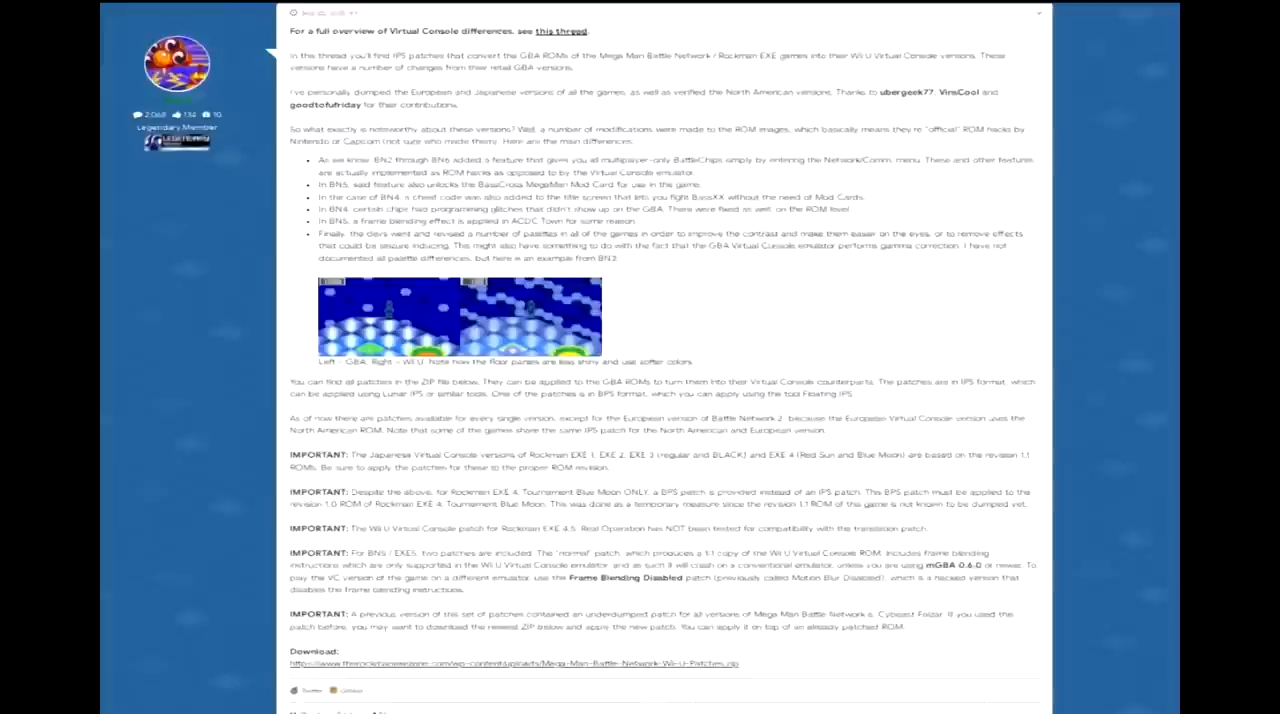 For a full overview of Virtual Console differences, see this thread.
In this thread you'll find IPS patches that convert the GBA ROMs of the Mega Man Battle Network / Rockman EXE games into their Wii U Virtual Console versions. These
versions have a number of changes from their retail GBA versions.
I've personally dumped the European and Japanese versions of all the games, as well as verified the North American versions. Thanks to ubergeek77, VirsCool and
goodtofufriday for their contributions.
So what exactly is noteworthy about these versions? Well, a number of modifications were made to the ROM images, which basically means they're "official" ROM hacks by
Nintendo or Capcom (not sure who made them). Here are the main differences:
2,068 134 10
Legendary Member
As we know, BN2 through BN6 added a feature that gives you all multiplayer-only BattleChips simply by entering the Network/Comm. menu. These and other features
are actually implemented as ROM hacks as opposed to by the Virtual Console emulator.
In BN5, said feature also unlocks the BassCross MegaMan Mod Card for use in the game.
In the case of BN4, a cheat code was also added to the title screen that lets you fight BassXX without the need of Mod Cards.
In BN4, certain chips had programming glitches that didn't show up on the GBA. There were fixed as well, on the ROM level.
In BN5, a frame blending effect is applied in ACDC Town for some reason.
Finally, the devs went and revised a number of palettes in all of the games in order to improve the contrast and make them easier on the eyes, or to remove effects
that could be seizure inducing. This might also have something to do with the fact that the GBA Virtual Console emulator performs gamma correction. I have not
documented all palette differences, but here is an example from BN2:
Left - GBA, Right - Wii U. Note how the floor panels are less shiny and use softer colors.
You can find all patches in the ZIP file below. They can be applied to the GBA ROMs to turn them into their Virtual Console counterparts. The patches are in IPS format, which
can be applied using Lunar IPS or similar tools. One of the patches is in BPS format, which you can apply using the tool Floating IPS.
As of now there are patches available for every single version, except for the European version of Battle Network 2, because the European Virtual Console version uses the
North American ROM. Note that some of the games share the same IPS patch for the North American and European version.
IMPORTANT: The Japanese Virtual Console versions of Rockman EXE 1, EXE 2, EXE 3 (regular and BLACK) and EXE 4 (Red Sun and Blue Moon) are based on the revision 1.1
ROMs. Be sure to apply the patches for these to the proper ROM revision.
IMPORTANT: Despite the above, for Rockman EXE 4: Tournament Blue Moon ONLY, a BPS patch is provided instead of an IPS patch. This BPS patch must be applied to the
revision 1.0 ROM of Rockman EXE 4: Tournament Blue Moon. This was done as a temporary measure since the revision 1.1 ROM of this game is not known to be dumped yet.
IMPORTANT: The Wii U Virtual Console patch for Rockman EXE 4.5: Real Operation has NOT been tested for compatibility with the translation patch.
IMPORTANT: For BN5 / EXE5, two patches are included. The "normal" patch, which produces a 1:1 copy of the Wii U Virtual Console ROM, includes frame blending
instructions which are only supported in the Wii U Virtual Console emulator, and as such it will crash on a conventional emulator, unless you are using mGBA 0.6.0 or newer. To
play the VC version of the game on a different emulator, use the Frame Blending Disabled patch (previously called Motion Blur Disabled), which is a hacked version that
disables the frame blending instructions.
IMPORTANT: A previous version of this set of patches contained an underdumped patch for all versions of Mega Man Battle Network 6: Cybeast Falzar. If you used this
patch before, you may want to download the newest ZIP below and apply the new patch. You can apply it on top of an already patched ROM.
Download:
https://www.therockmanexezone.com/wp-content/uploads/Mega-Man-Battle-Network-Wii-U-Patches.zip